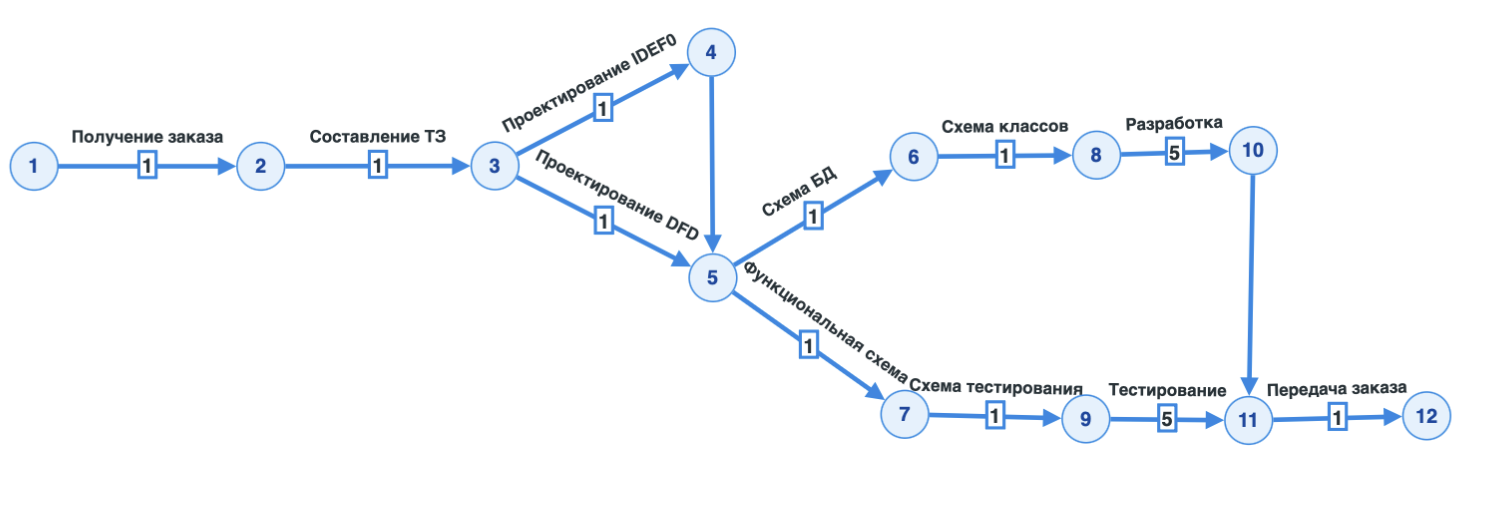 Получение заказа
1
1
2
Составление ТЗ
1
3
Проектирование IDEF0
1
4
Проектирование DFD
1
5
Схема БД
1
6
Схема классов
1
8
Разработка
5
10
Функциональная схема
1
7
Схема тестирования
1
9
Тестирование
5
11
Передача заказа
1
12